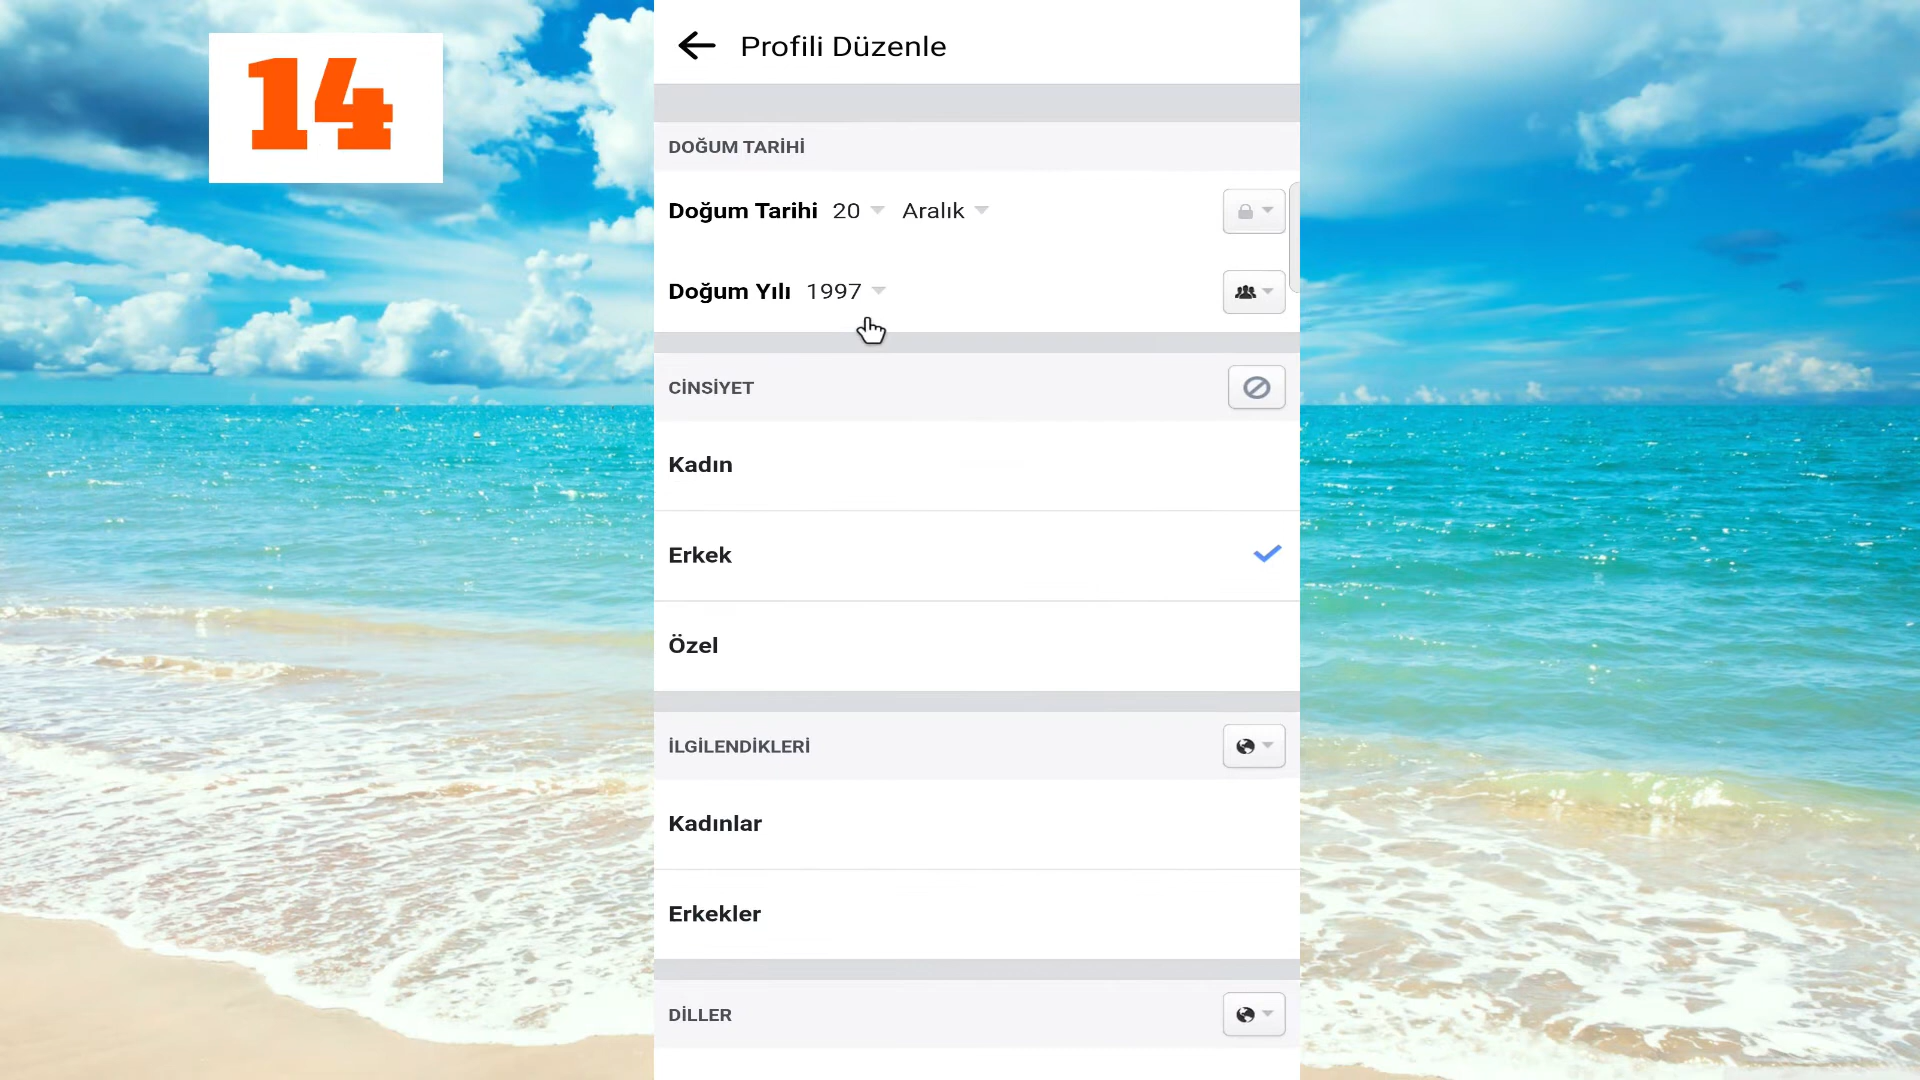 14
Profili Düzenle
DOĞUM TARİHİ
Doğum Tarihi 20 Aralık
Doğum Yılı 1997
CİNSİYET
Kadın
Erkek
Özel
İLGİLENDİKLERİ
Kadınlar
Erkekler
DİLLER